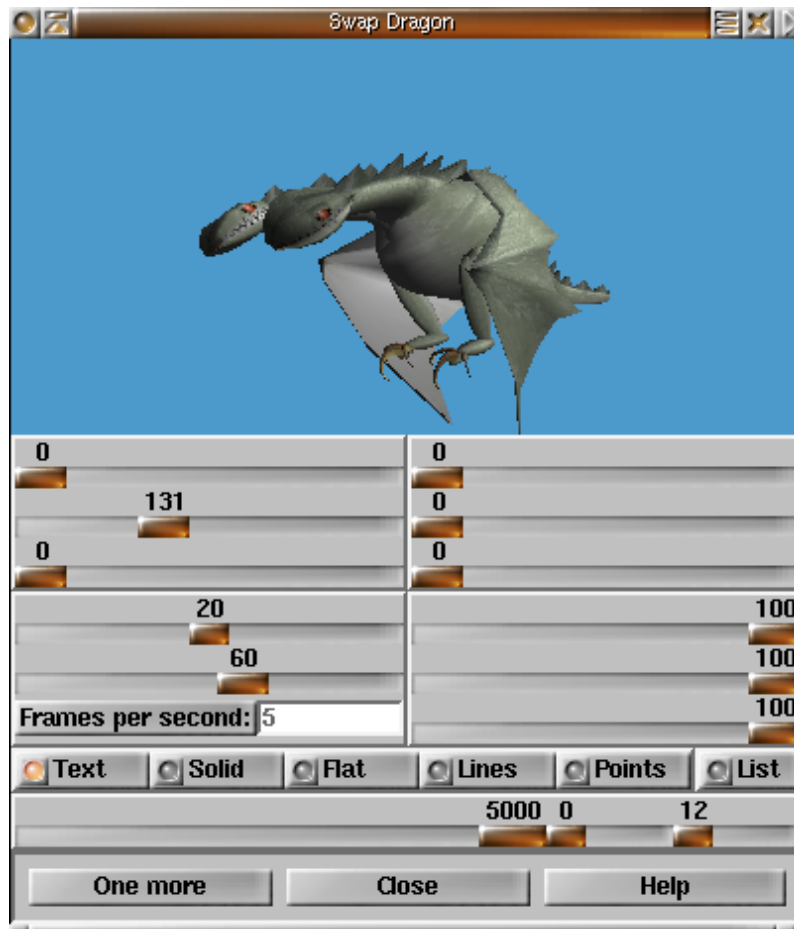 Swap Dragon
0 0
131 0
0 0
20 100
60 100
Frames per second: 5 100
Text Solid Flat Lines Points List
5000 0 12
One more Close Help